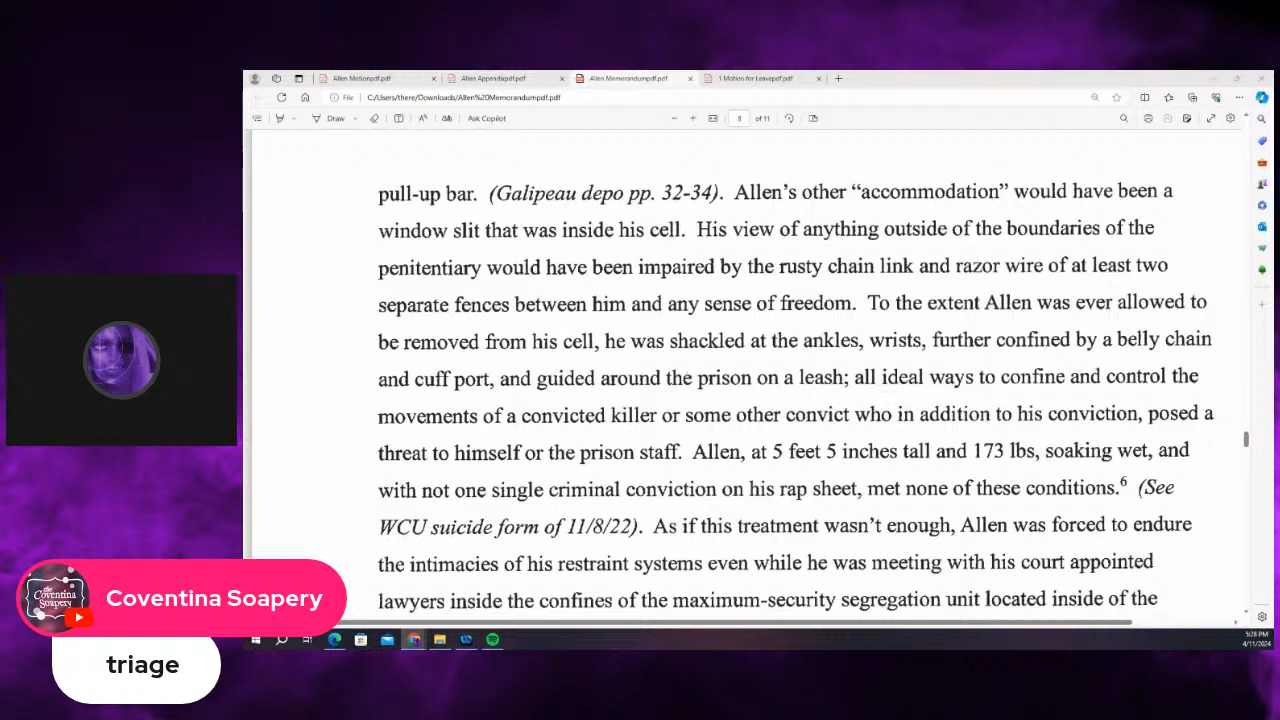 Allen Motionpdf.pdf
Allen Appendixpdf.pdf
Allen Memorandumpdf.pdf
1 Motion for Leavepdf.pdf
File
C:/Users/there/Downloads/Allen%20Memorandumpdf.pdf
Draw
Ask Copilot
8 of 11
pull-up bar. (Galipeau depo pp. 32-34). Allen’s other “accommodation” would have been a
window slit that was inside his cell. His view of anything outside of the boundaries of the
penitentiary would have been impaired by the rusty chain link and razor wire of at least two
separate fences between him and any sense of freedom. To the extent Allen was ever allowed to
be removed from his cell, he was shackled at the ankles, wrists, further confined by a belly chain
and cuff port, and guided around the prison on a leash; all ideal ways to confine and control the
movements of a convicted killer or some other convict who in addition to his conviction, posed a
threat to himself or the prison staff. Allen, at 5 feet 5 inches tall and 173 lbs, soaking wet, and
with not one single criminal conviction on his rap sheet, met none of these conditions.6 (See
WCU suicide form of 11/8/22). As if this treatment wasn’t enough, Allen was forced to endure
the intimacies of his restraint systems even while he was meeting with his court appointed
lawyers inside the confines of the maximum-security segregation unit located inside of the
the Coventina Soapery
Coventina Soapery
triage
5:28 PM
4/11/2024